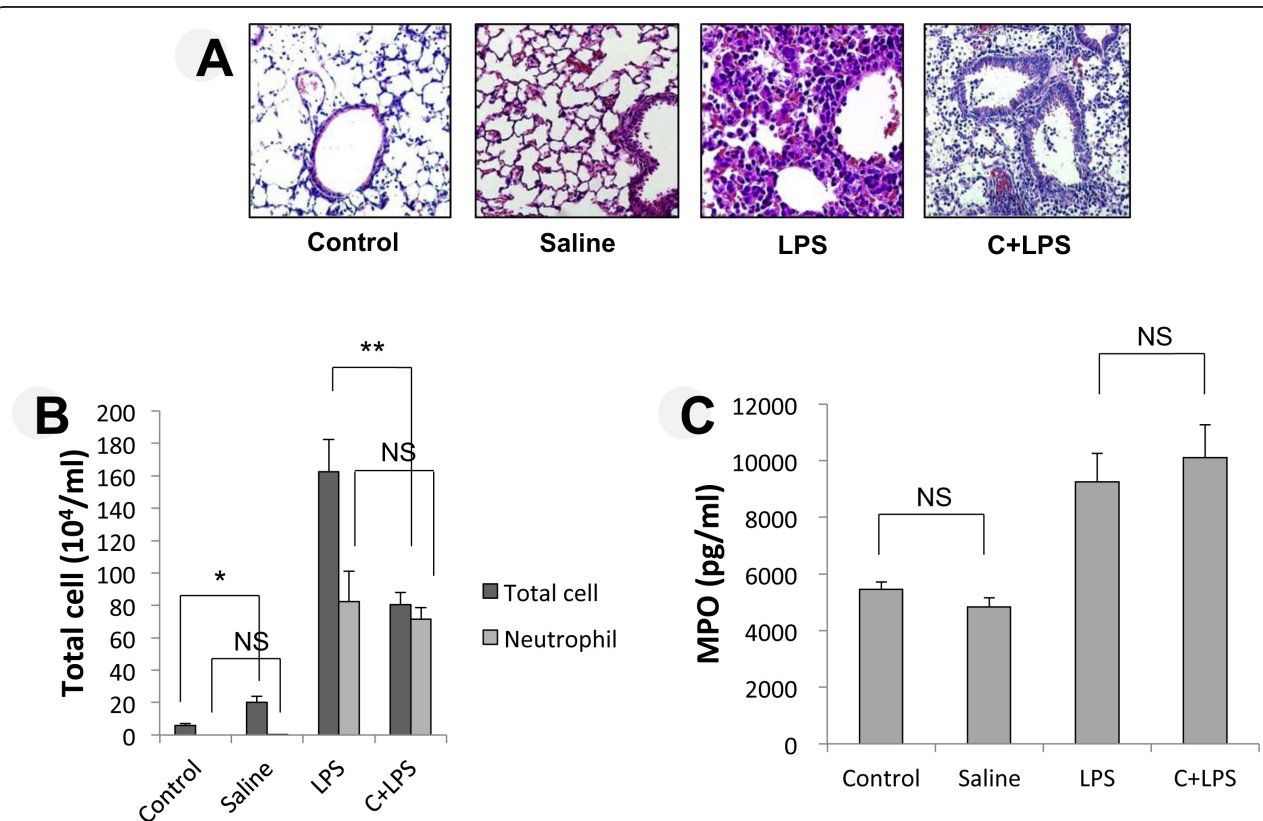 A
Control Saline LPS C+LPS
B
**
NS
*
NS
Total cell (10⁴/ml)
200
180
160
140
120
100
80
60
40
20
0
Control Saline LPS C+LPS
Total cell
Neutrophil
C
NS
NS
MPO (pg/ml)
12000
10000
8000
6000
4000
2000
0
Control Saline LPS C+LPS